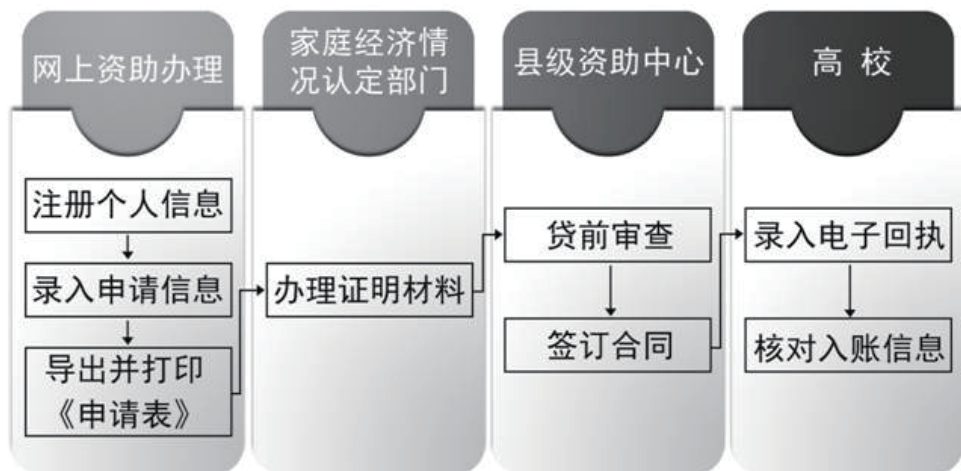 网上资助办理
注册个人信息
录入申请信息
导出并打印
《申请表》
家庭经济情
况认定部门
办理证明材料
县级资助中心
贷前审查
签订合同
高 校
录入电子回执
核对入账信息